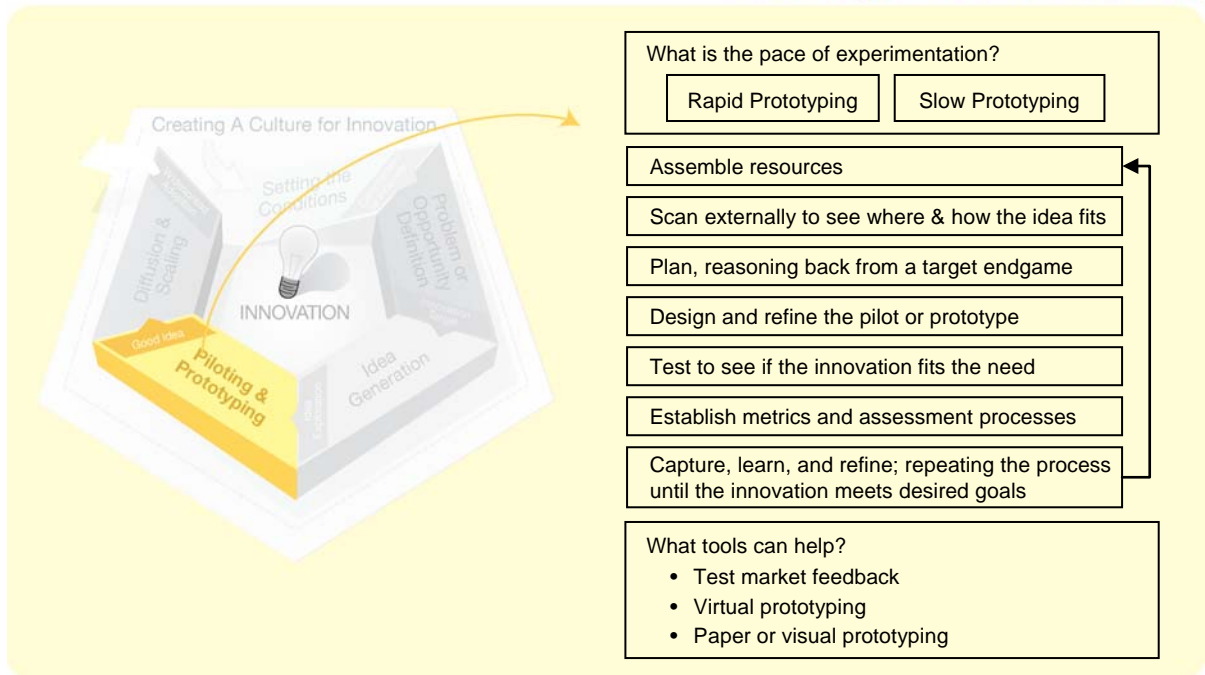 Creating A Culture for Innovation
Setting the
Conditions
Problem or
Opportunity
Definition
Diffusion &
Scaling
INNOVATION
Good Idea
Piloting &
Prototyping
Idea
Generation
What is the pace of experimentation?
Rapid Prototyping
Slow Prototyping
Assemble resources
Scan externally to see where & how the idea fits
Plan, reasoning back from a target endgame
Design and refine the pilot or prototype
Test to see if the innovation fits the need
Establish metrics and assessment processes
Capture, learn, and refine; repeating the process
until the innovation meets desired goals
What tools can help?
• Test market feedback
• Virtual prototyping
• Paper or visual prototyping